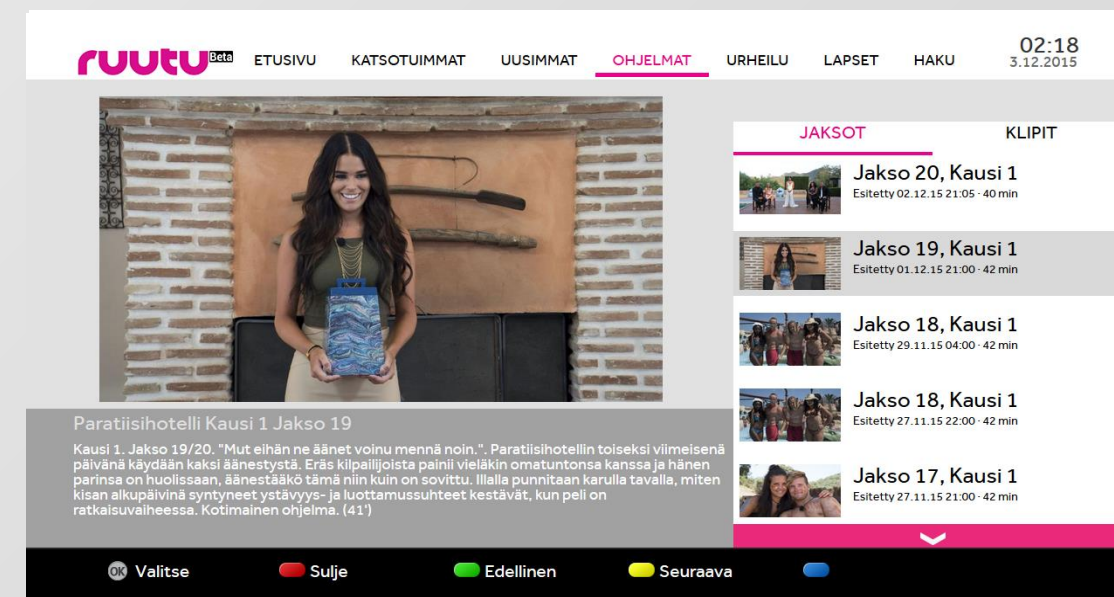 ruutu Beta ETUSIVU KATSOTUIMMAT UUSIMMAT OHJELMAT URHEILU LAPSET HAKU 02:18
3.12.2015
JAKSOT KLIPIT
Jakso 20, Kausi 1
Esitetty 02.12.15 21:05 · 40 min
Jakso 19, Kausi 1
Esitetty 01.12.15 21:00 · 42 min
Jakso 18, Kausi 1
Esitetty 29.11.15 04:00 · 42 min
Jakso 18, Kausi 1
Esitetty 27.11.15 22:00 · 42 min
Jakso 17, Kausi 1
Esitetty 27.11.15 21:00 · 42 min
Paratiisihotelli Kausi 1 Jakso 19
Kausi 1. Jakso 19/20. "Mut eihän ne äänet voinu mennä noin.". Paratiisihotellin toiseksi viimeisenä
päivänä käydään kaksi äänestystä. Eräs kilpailijoista painii vieläkin omatuntonsa kanssa ja hänen
parinsa on huolissaan, äänestääkö tämä niin kuin on sovittu. Illalla punnitaan karulla tavalla, miten
kisan alkupäivinä syntyneet ystävyys- ja luottamussuhteet kestävät, kun peli on
ratkaisuvaiheessa. Kotimainen ohjelma. (41')
OK Valitse Sulje Edellinen Seuraava